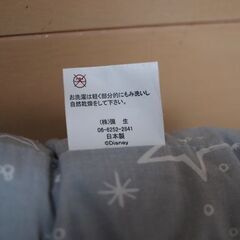 お洗濯は軽く部分的にもみ洗いし
自然乾燥をして下さい。
(株)彌 生
06-6252-2841
日本製
©Disney